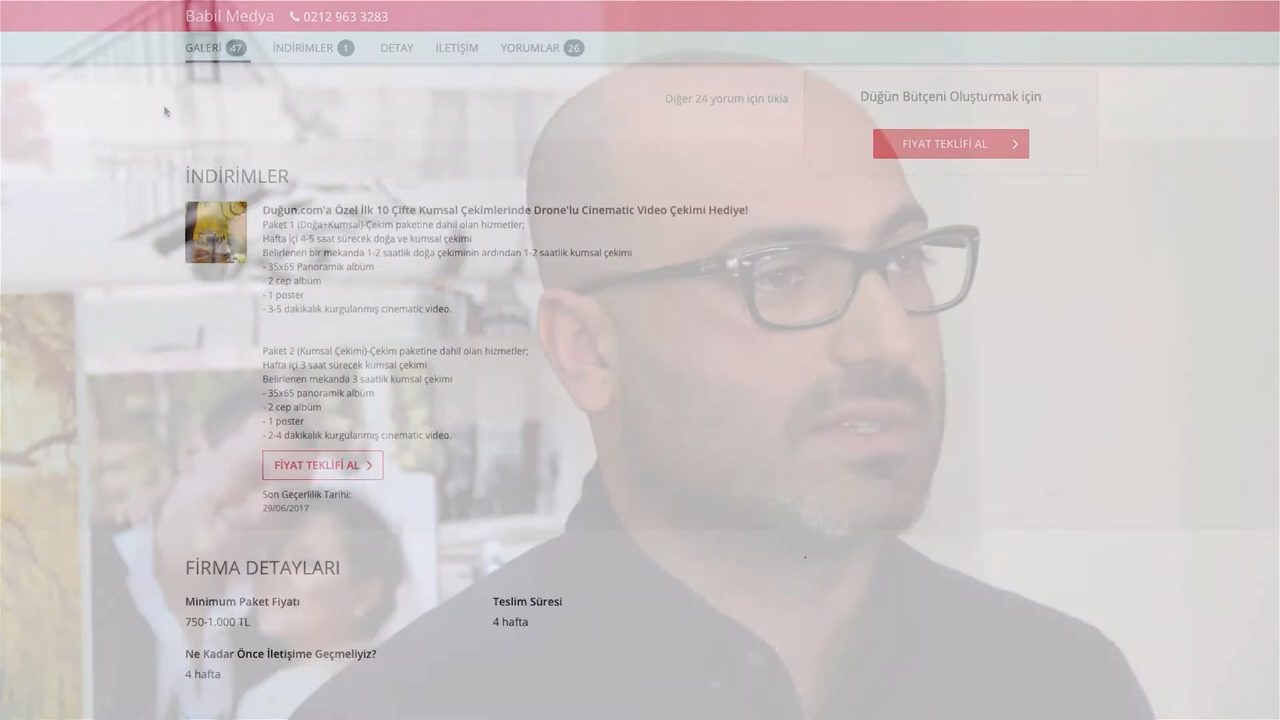 Babil Medya 0212 963 3283
GALERİ 47 İNDİRİMLER 1 DETAY İLETİŞİM YORUMLAR 26
Diğer 24 yorum için tıkla
Düğün Bütçeni Oluşturmak için
FİYAT TEKLİFİ AL
İNDİRİMLER
Duğun.com'a Özel İlk 10 Çifte Kumsal Çekimlerinde Drone'lu Cinematic Video Çekimi Hediye!
Paket 1 (Doğa+Kumsal)-Çekim paketine dahil olan hizmetler;
Hafta içi 4-5 saat sürecek doğa ve kumsal çekimi
Belirlenen bir mekanda 1-2 saatlik doğa çekiminin ardından 1-2 saatlik kumsal çekimi
- 35x65 Panoramik albüm
- 2 cep albüm
- 1 poster
- 3-5 dakikalık kurgulanmış cinematic video.
Paket 2 (Kumsal Çekimi)-Çekim paketine dahil olan hizmetler;
Hafta içi 3 saat sürecek kumsal çekimi
Belirlenen mekanda 3 saatlik kumsal çekimi
- 35x65 panoramik albüm
- 2 cep albüm
- 1 poster
- 2-4 dakikalık kurgulanmış cinematic video.
FİYAT TEKLİFİ AL
Son Geçerlilik Tarihi:
29/06/2017
FİRMA DETAYLARI
Minimum Paket Fiyatı
750-1.000 TL
Teslim Süresi
4 hafta
Ne Kadar Önce İletişime Geçmeliyiz?
4 hafta